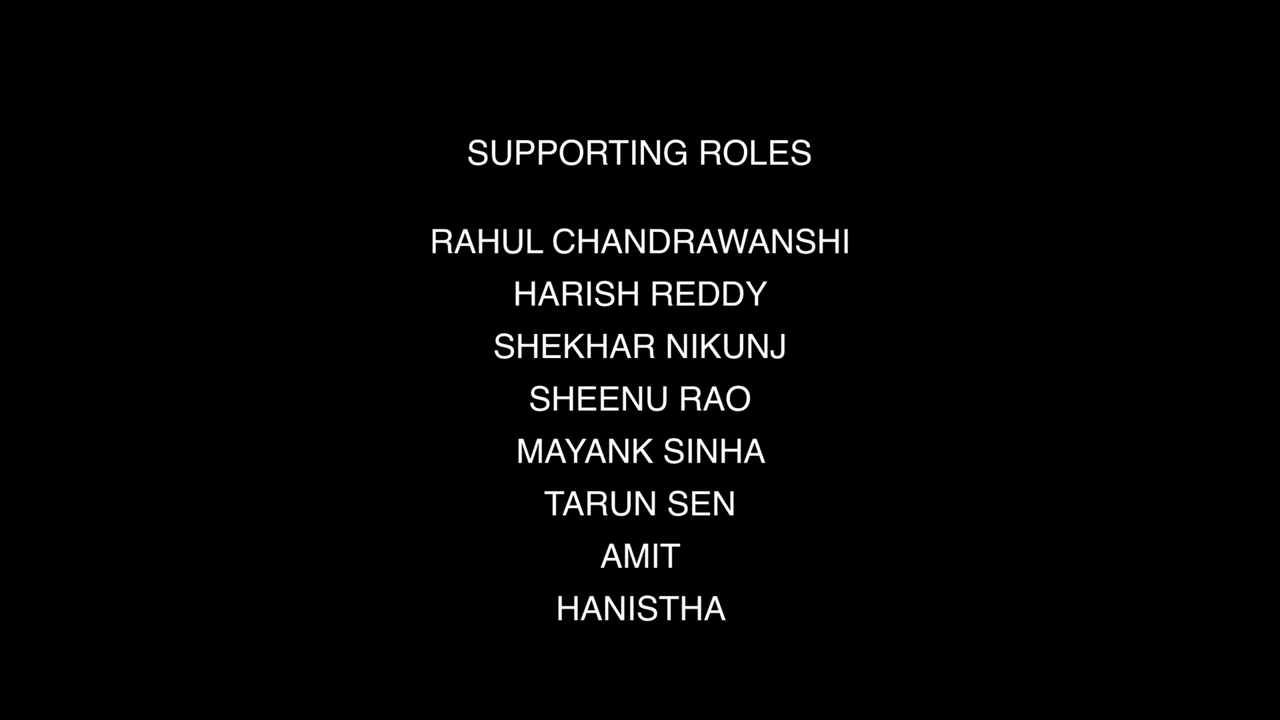 SUPPORTING ROLES
RAHUL CHANDRAWANSHI
HARISH REDDY
SHEKHAR NIKUNJ
SHEENU RAO
MAYANK SINHA
TARUN SEN
AMIT
HANISTHA